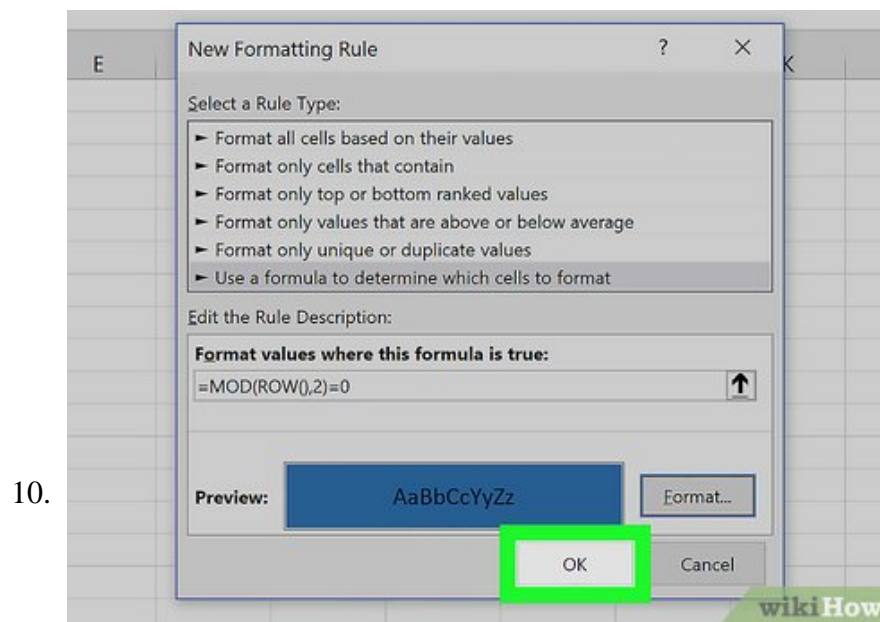 New Formatting Rule ? ×
E K
Select a Rule Type:
► Format all cells based on their values
► Format only cells that contain
► Format only top or bottom ranked values
► Format only values that are above or below average
► Format only unique or duplicate values
► Use a formula to determine which cells to format
Edit the Rule Description:
Format values where this formula is true:
=MOD(ROW(),2)=0
10.
Preview: AaBbCcYyZz Format...
OK Cancel
wikiHow